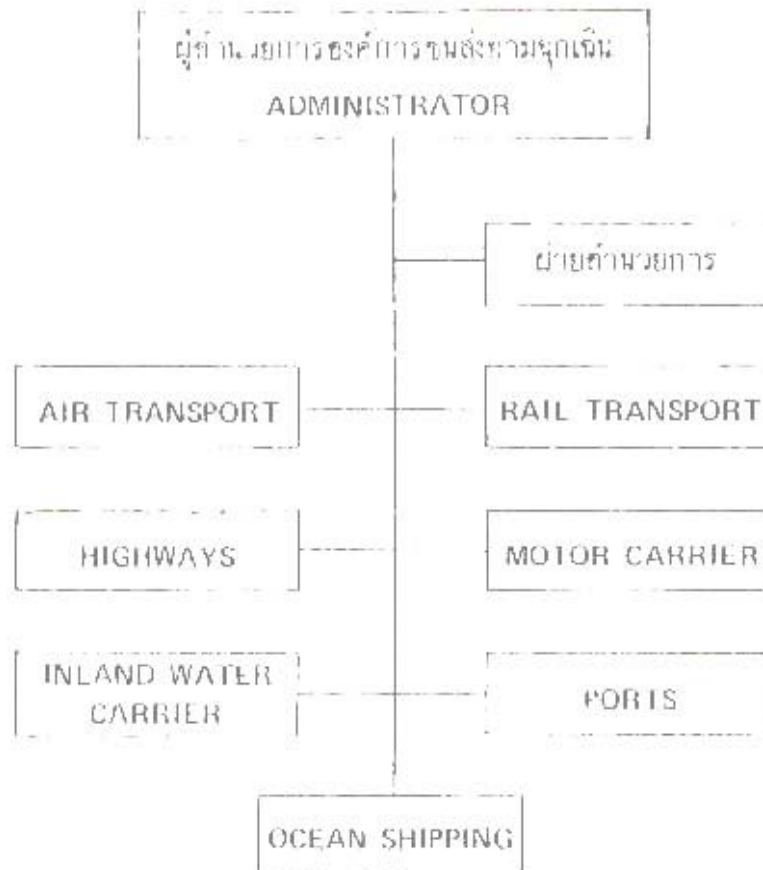 ผู้อำนวยการองค์การขนส่งยามฉุกเฉิน
ADMINISTRATOR
ฝ่ายอำนวยการ
AIR TRANSPORT
RAIL TRANSPORT
HIGHWAYS
MOTOR CARRIER
INLAND WATER
CARRIER
PORTS
OCEAN SHIPPING